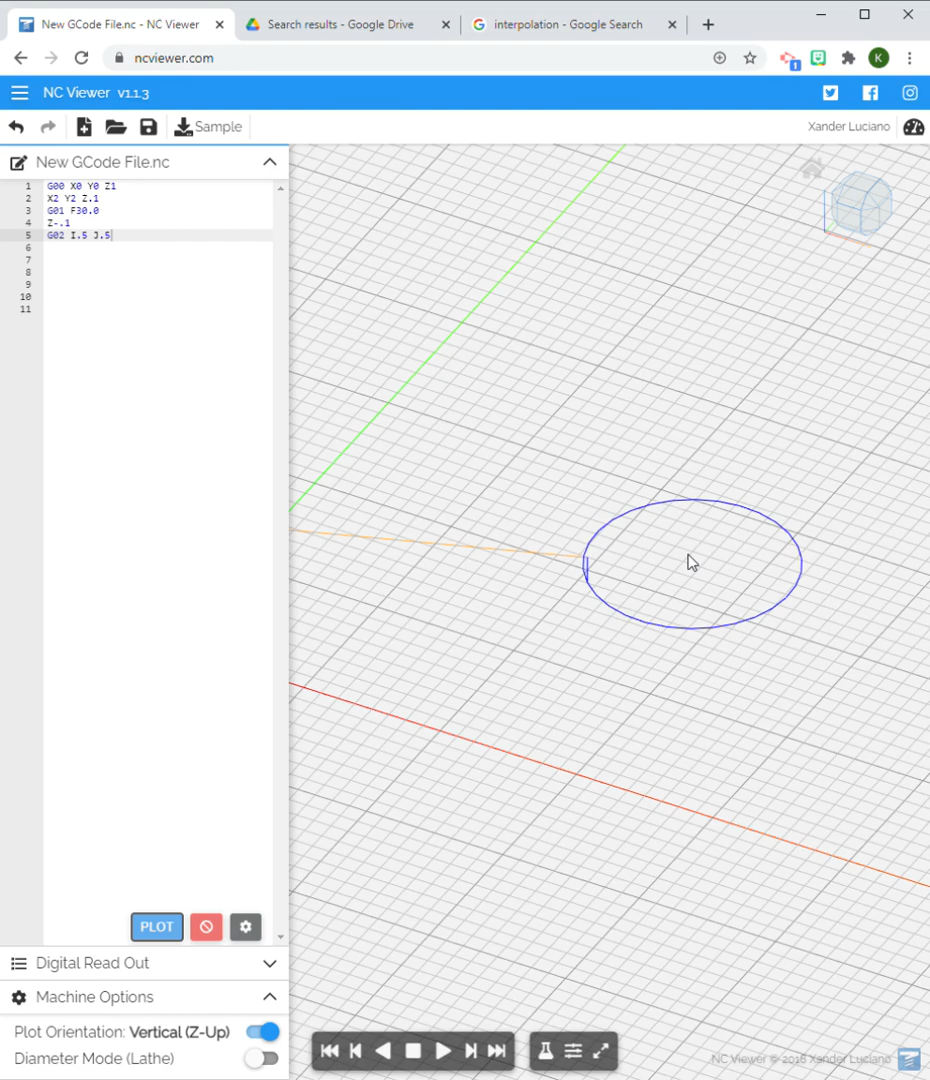 New GCode File.nc - NC Viewer
Search results - Google Drive
interpolation - Google Search
ncviewer.com
1
K
NC Viewer v1.1.3
Sample
Xander Luciano
New GCode File.nc
1 G00 X0 Y0 Z1
2 X2 Y2 Z.1
3 G01 F30.0
4 Z-.1
5 G02 I.5 J.5
6
7
8
9
10
11
PLOT
Digital Read Out
Machine Options
Plot Orientation: Vertical (Z-Up)
Diameter Mode (Lathe)
NC Viewer © 2018 Xander Luciano